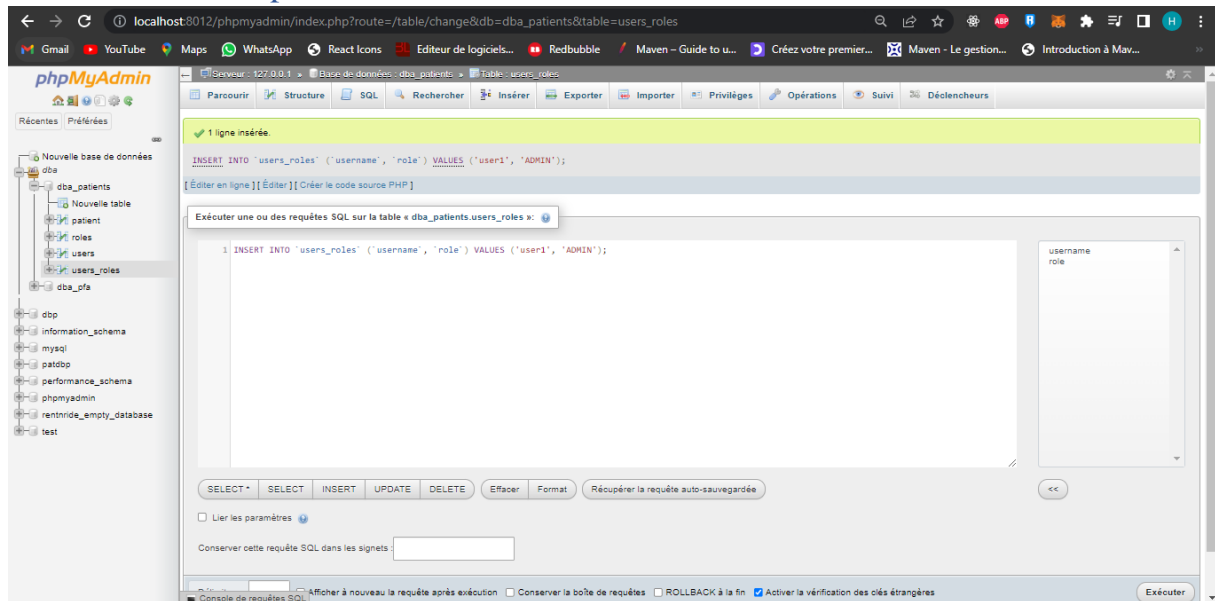 localhost:8012/phpmyadmin/index.php?route=/table/change&db=dba_patients&table=users_roles
ABP
H
Gmail
YouTube
Maps
WhatsApp
React Icons
Editeur de logiciels...
Redbubble
Maven – Guide to u...
Créez votre premier...
Maven - Le gestion...
Introduction à Mav...
phpMyAdmin
Récentes Préférées
Nouvelle base de données
dba
dba_patients
Nouvelle table
patient
roles
users
users_roles
dba_pfa
dbp
information_schema
mysql
patdbp
performance_schema
phpmyadmin
rentnride_empty_database
test
Serveur : 127.0.0.1 » Base de données : dba_patients » Table : users_roles
Parcourir Structure SQL Rechercher Insérer Exporter Importer Privilèges Opérations Suivi Déclencheurs
1 ligne insérée.
INSERT INTO `users_roles` (`username`, `role`) VALUES ('user1', 'ADMIN');
[ Éditer en ligne ] [ Éditer ] [ Créer le code source PHP ]
Exécuter une ou des requêtes SQL sur la table « dba_patients.users_roles »:
1 INSERT INTO `users_roles` (`username`, `role`) VALUES ('user1', 'ADMIN');
username
role
SELECT * SELECT INSERT UPDATE DELETE Effacer Format Récupérer la requête auto-sauvegardée <<
Lier les paramètres
Conserver cette requête SQL dans les signets :
Afficher à nouveau la requête après exécution Conserver la boîte de requêtes ROLLBACK à la fin Activer la vérification des clés étrangères Exécuter
Console de requêtes SQL